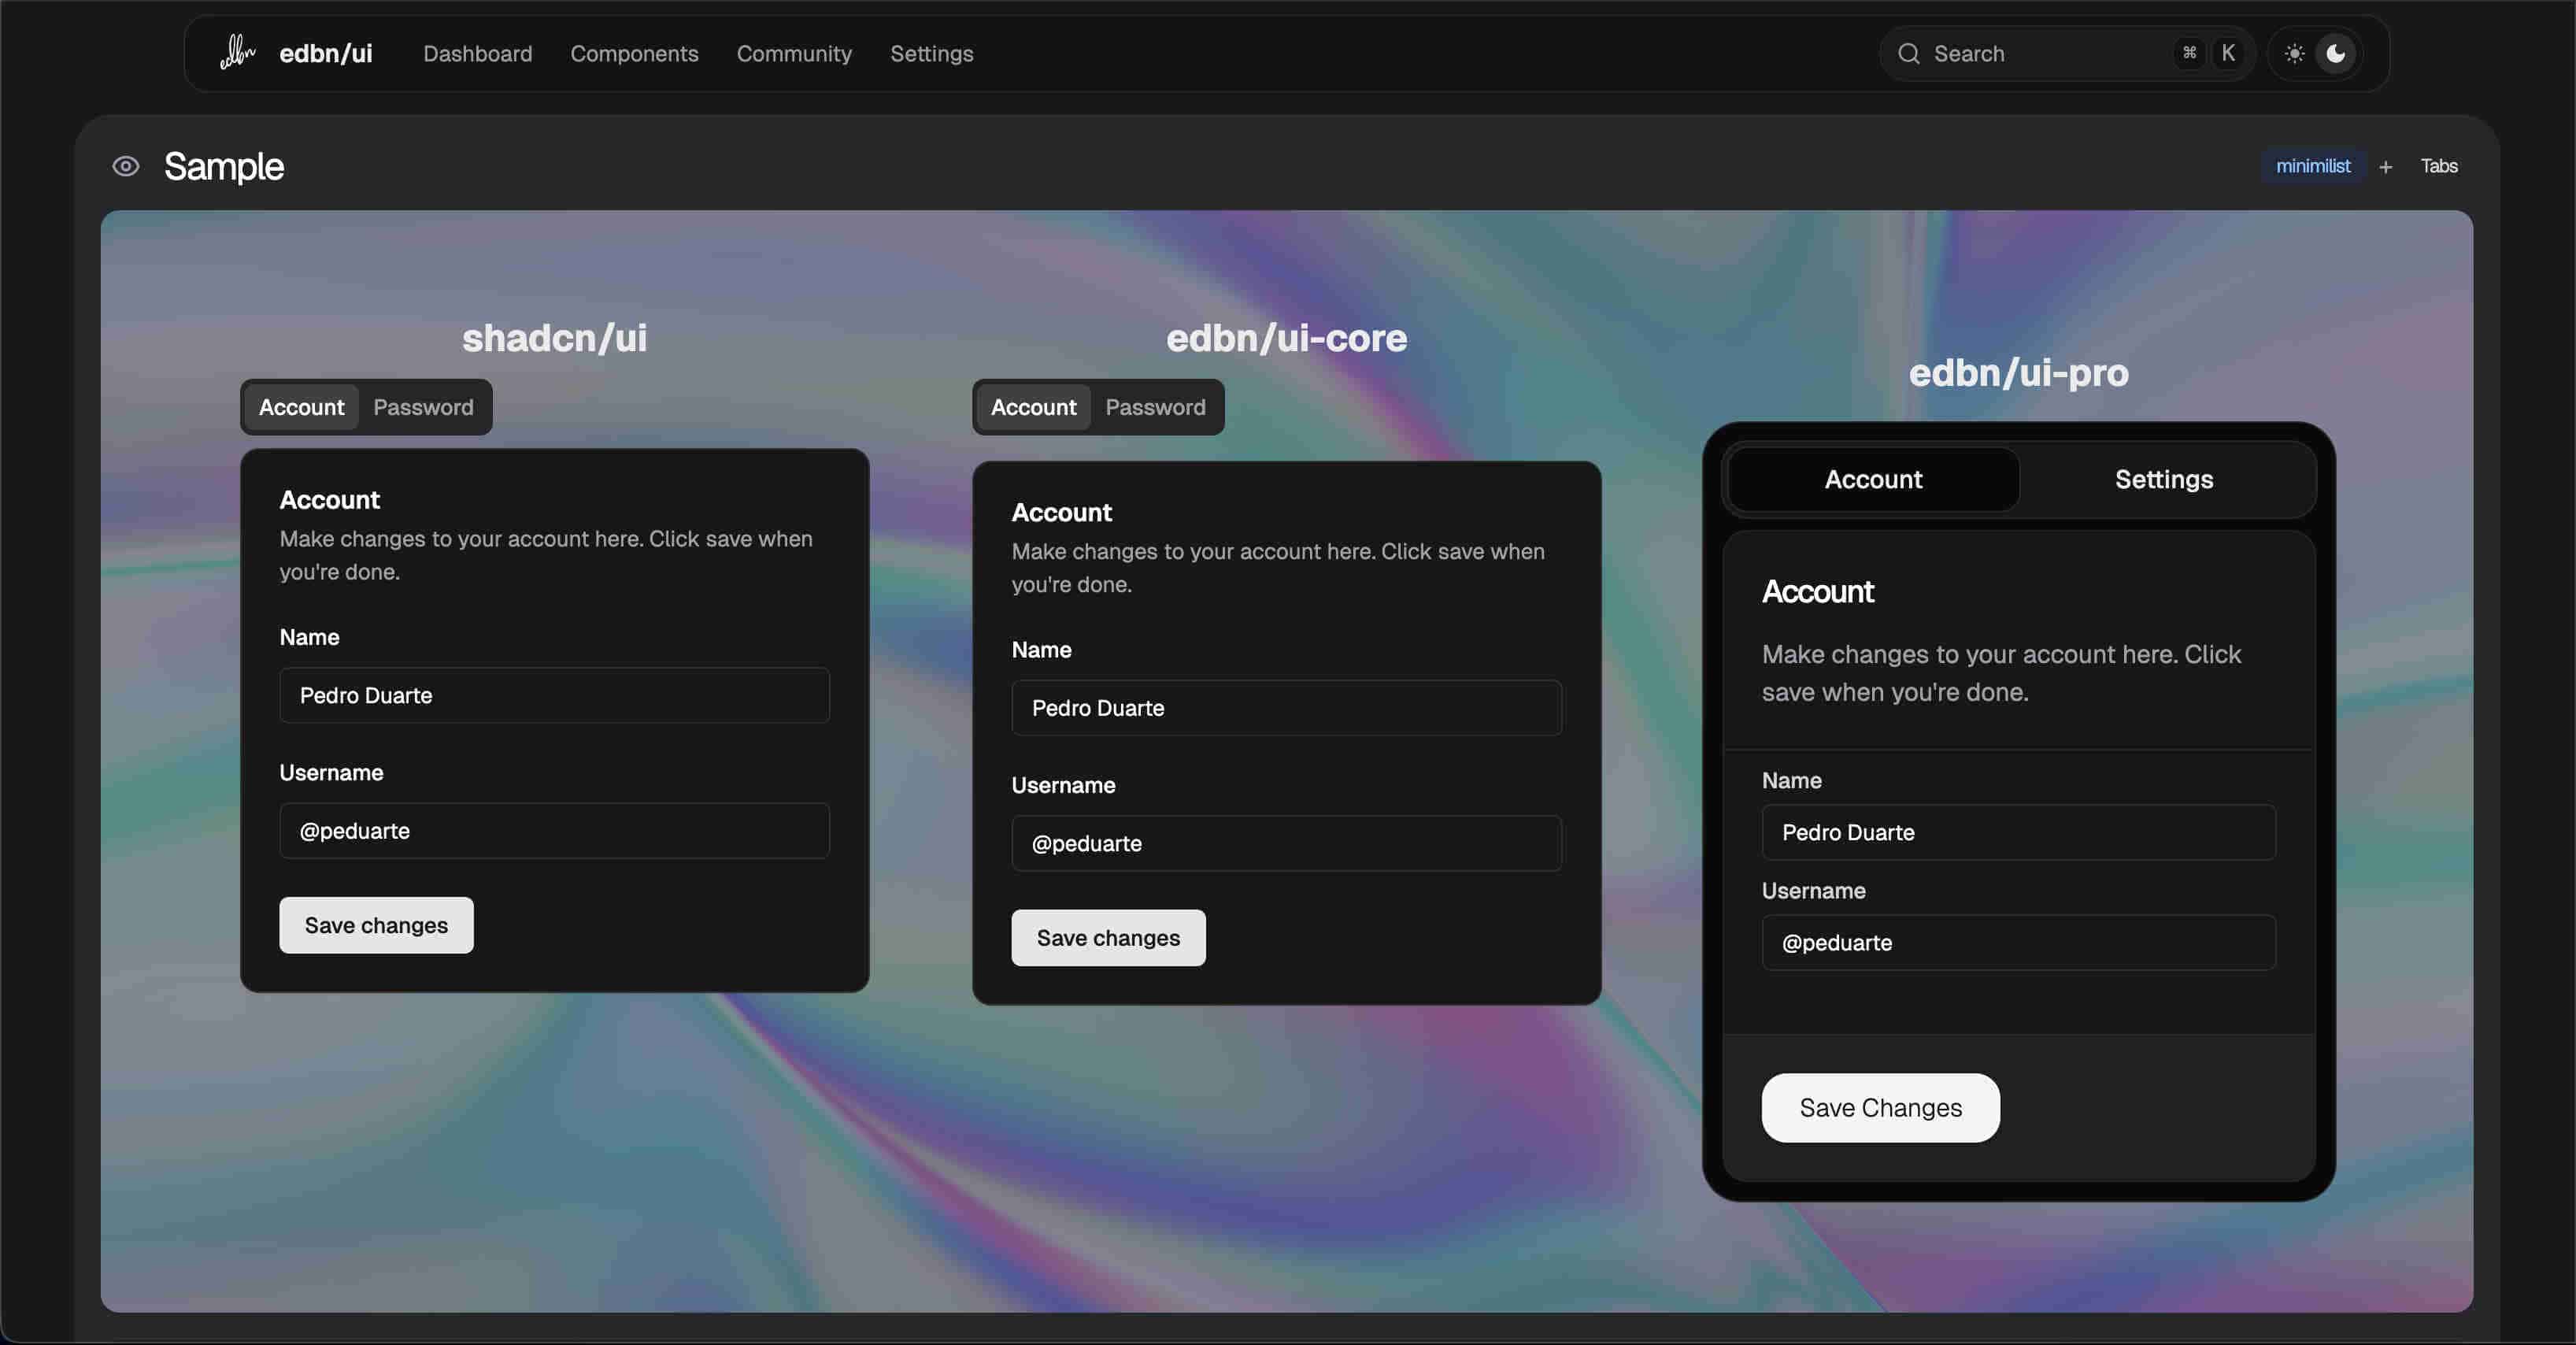 edbn edbn/ui Dashboard Components Community Settings Search ⌘ K
Sample minimilist + Tabs
shadcn/ui
Account Password
Account
Make changes to your account here. Click save when
you're done.
Name
Pedro Duarte
Username
@peduarte
Save changes
edbn/ui-core
Account Password
Account
Make changes to your account here. Click save when
you're done.
Name
Pedro Duarte
Username
@peduarte
Save changes
edbn/ui-pro
Account Settings
Account
Make changes to your account here. Click
save when you're done.
Name
Pedro Duarte
Username
@peduarte
Save Changes